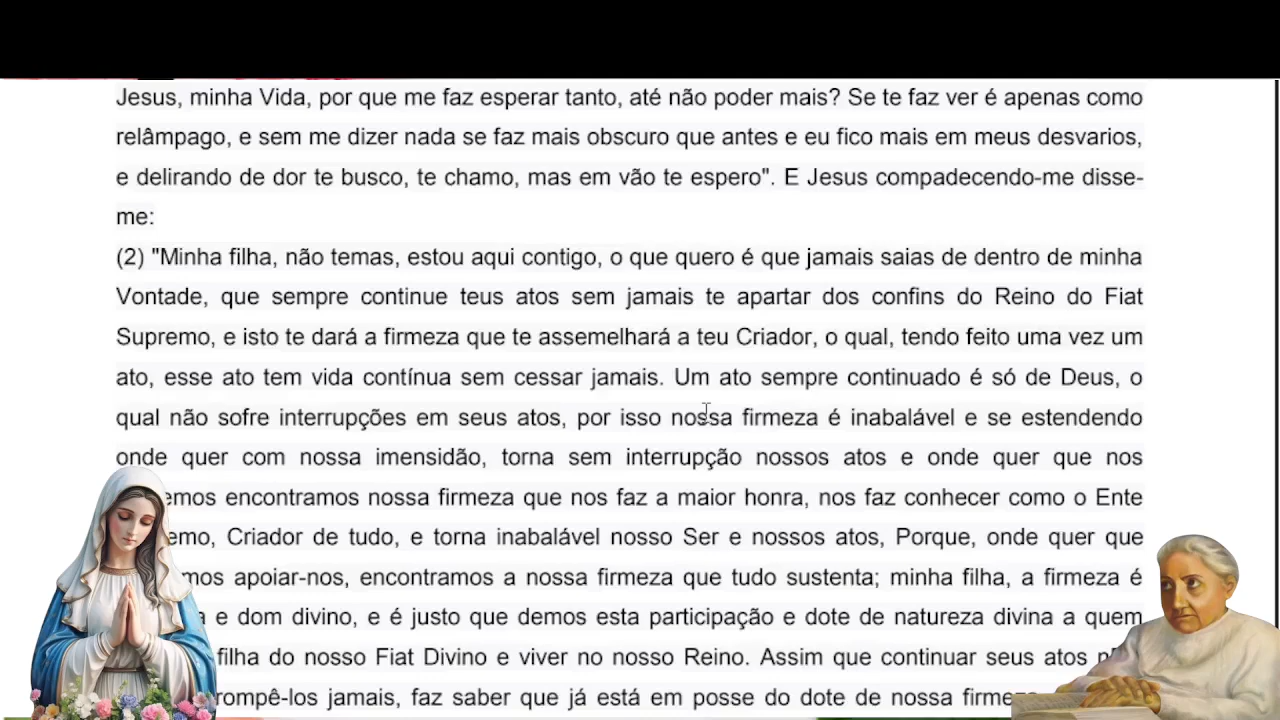 Jesus, minha Vida, por que me faz esperar tanto, até não poder mais? Se te faz ver é apenas como
relâmpago, e sem me dizer nada se faz mais obscuro que antes e eu fico mais em meus desvarios,
e delirando de dor te busco, te chamo, mas em vão te espero". E Jesus compadecendo-me disse-
me:
(2) "Minha filha, não temas, estou aqui contigo, o que quero é que jamais saias de dentro de minha
Vontade, que sempre continue teus atos sem jamais te apartar dos confins do Reino do Fiat
Supremo, e isto te dará a firmeza que te assemelhará a teu Criador, o qual, tendo feito uma vez um
ato, esse ato tem vida contínua sem cessar jamais. Um ato sempre continuado é só de Deus, o
qual não sofre interrupções em seus atos, por isso nossa firmeza é inabalável e se estendendo
onde quer com nossa imensidão, torna sem interrupção nossos atos e onde quer que nos
encontramos nossa firmeza que nos faz a maior honra, nos faz conhecer como o Ente
Criador de tudo, e torna inabalável nosso Ser e nossos atos, Porque, onde quer que
apoiar-nos, encontramos a nossa firmeza que tudo sustenta; minha filha, a firmeza é
e dom divino, e é justo que demos esta participação e dote de natureza divina a quem
filha do nosso Fiat Divino e viver no nosso Reino. Assim que continuar seus atos
jamais, faz saber que já está em posse do dote de nossa